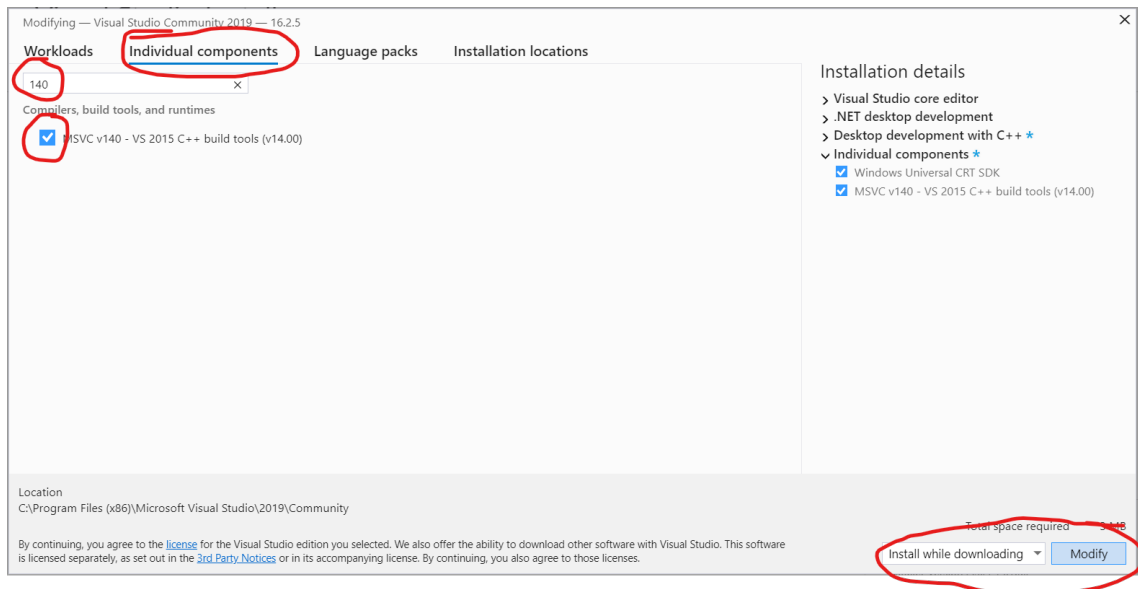 Modifying — Visual Studio Community 2019 — 16.2.5
Workloads
Individual components
Language packs
Installation locations
140
Compilers, build tools, and runtimes
MSVC v140 - VS 2015 C++ build tools (v14.00)
Installation details
Visual Studio core editor
.NET desktop development
Desktop development with C++ *
Individual components *
Windows Universal CRT SDK
MSVC v140 - VS 2015 C++ build tools (v14.00)
Location
C:\Program Files (x86)\Microsoft Visual Studio\2019\Community
By continuing, you agree to the license for the Visual Studio edition you selected. We also offer the ability to download other software with Visual Studio. This software
is licensed separately, as set out in the 3rd Party Notices or in its accompanying license. By continuing, you also agree to those licenses.
Total space required
Install while downloading
Modify